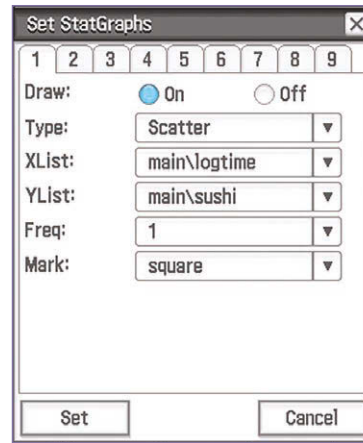 Set StatGraphs
1 2 3 4 5 6 7 8 9
Draw: On Off
Type: Scatter
XList: main\logtime
YList: main\sushi
Freq: 1
Mark: square
Set Cancel